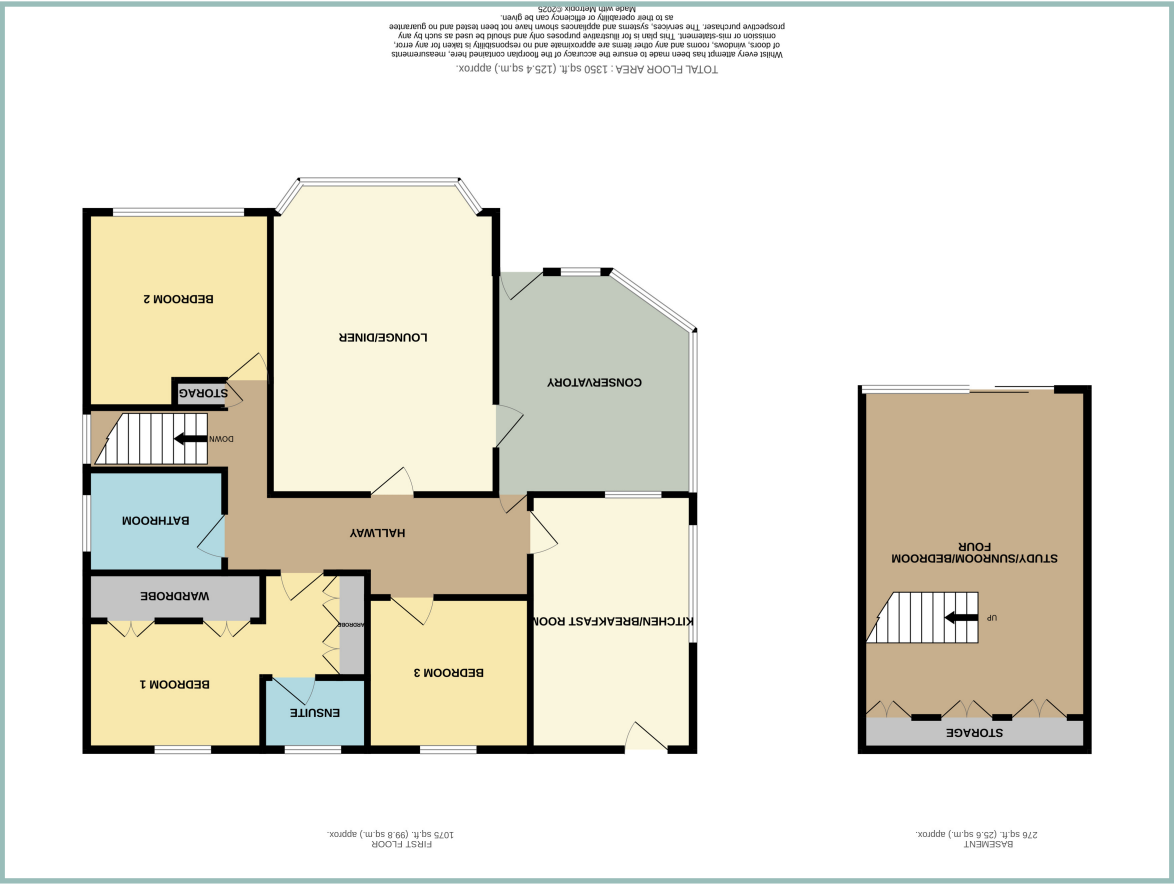 BASEMENT
276 sq.ft. (25.6 sq.m.) approx.
FIRST FLOOR
1075 sq.ft. (99.8 sq.m.) approx.
STORAGE
UP
STUDY/SUNROOM/BEDROOM
FOUR
KITCHEN/BREAKFAST ROOM
BEDROOM 3
ENSUITE
BEDROOM 1
WARDROBE
WARDROBE
HALLWAY
BATHROOM
DOWN
STORAG
CONSERVATORY
LOUNGE/DINER
BEDROOM 2
TOTAL FLOOR AREA : 1350 sq.ft. (125.4 sq.m.) approx.
Whilst every attempt has been made to ensure the accuracy of the floorplan contained here, measurements
of doors, windows, rooms and any other items are approximate and no responsibility is taken for any error,
omission or mis-statement. This plan is for illustrative purposes only and should be used as such by any
prospective purchaser. The services, systems and appliances shown have not been tested and no guarantee
as to their operability or efficiency can be given.
Made with Metropix ©2025